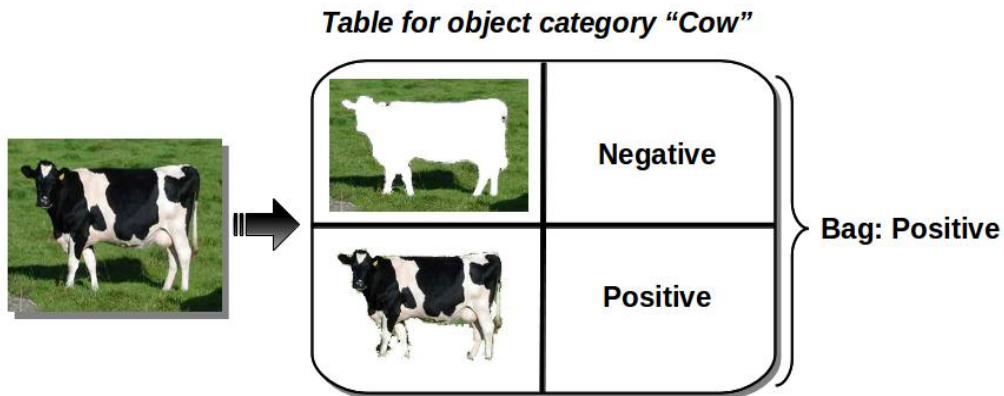 Table for object category “Cow”
Negative
Bag: Positive
Positive